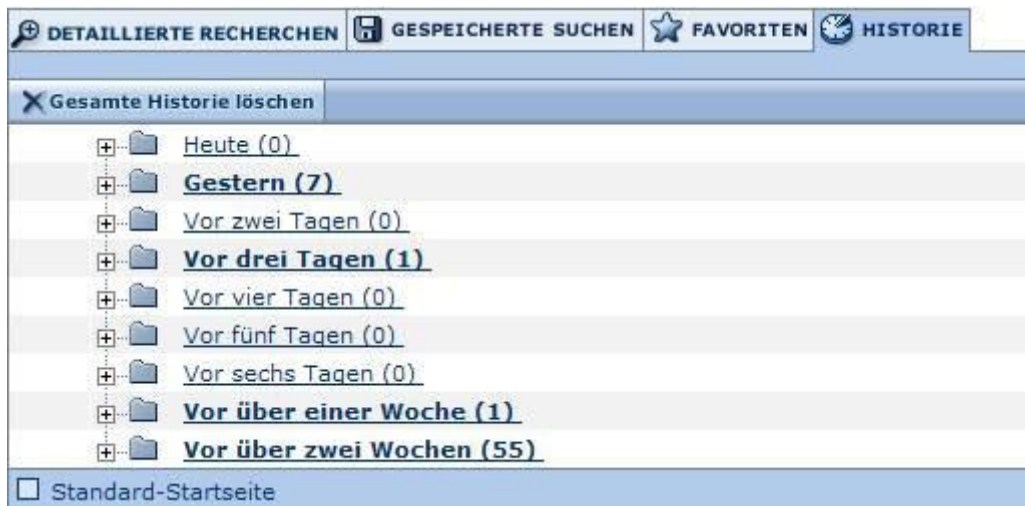 DETAILLIERTE RECHERCHEN GESPEICHERTE SUCHEN FAVORITEN HISTORIE
Gesamte Historie löschen
Heute (0)
Gestern (7)
Vor zwei Tagen (0)
Vor drei Tagen (1)
Vor vier Tagen (0)
Vor fünf Tagen (0)
Vor sechs Tagen (0)
Vor über einer Woche (1)
Vor über zwei Wochen (55)
Standard-Startseite